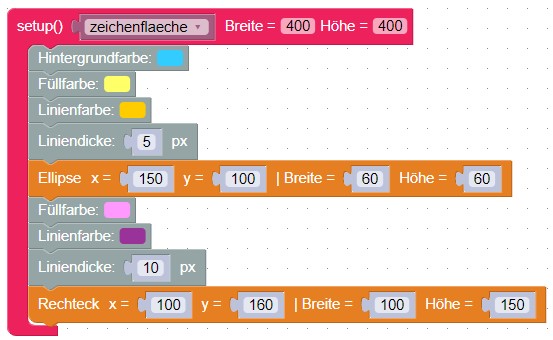 setup() zeichenflaeche Breite = 400 Höhe = 400
Hintergrundfarbe:
Füllfarbe:
Linienfarbe:
Liniendicke: 5 px
Ellipse x = 150 y = 100 | Breite = 60 Höhe = 60
Füllfarbe:
Linienfarbe:
Liniendicke: 10 px
Rechteck x = 100 y = 160 | Breite = 100 Höhe = 150